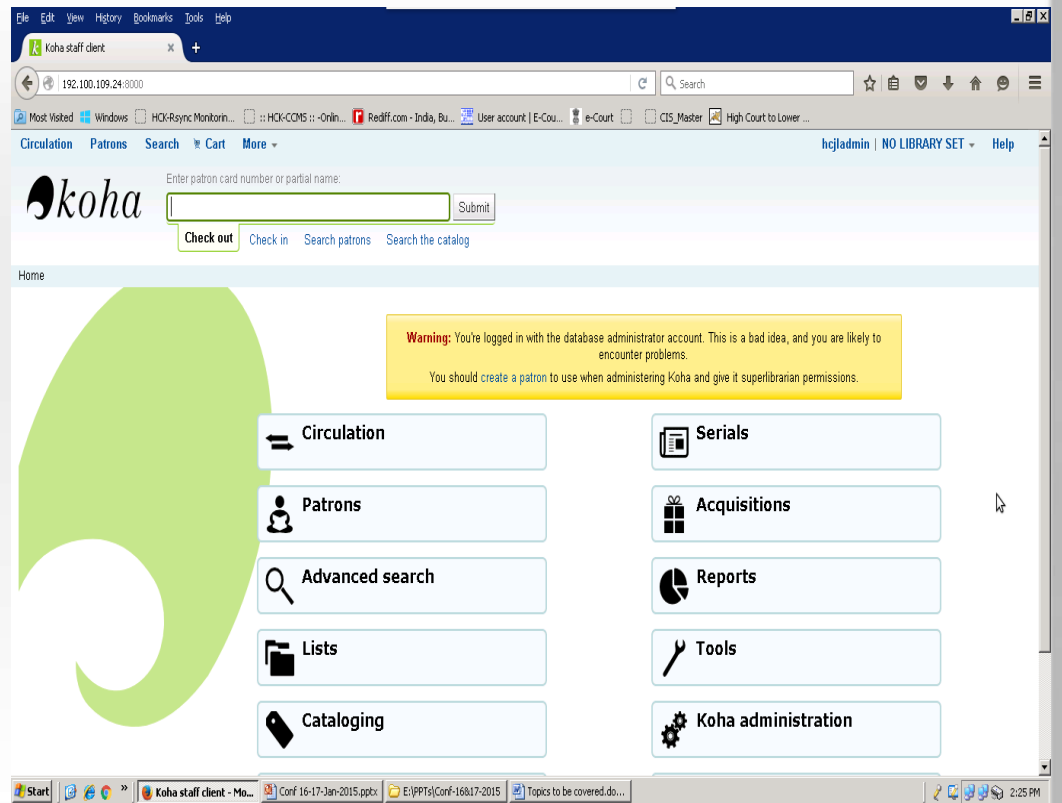 File Edit View History Bookmarks Tools Help
Koha staff client × +
192.100.109.24:8000 Search
Most Visited Windows HCK-Rsync Monitorin... :: HCK-CCMS :: -Onlin... Rediff.com - India, Bu... User account | E-Cou... e-Court CIS_Master High Court to Lower ...
Circulation Patrons Search Cart More hcjladmin | NO LIBRARY SET Help
Enter patron card number or partial name:
koha
Submit
Check out Check in Search patrons Search the catalog
Home
Warning: You're logged in with the database administrator account. This is a bad idea, and you are likely to
encounter problems.
You should create a patron to use when administering Koha and give it superlibrarian permissions.
Circulation Serials
Patrons Acquisitions
Advanced search Reports
Lists Tools
Cataloging Koha administration
Start Koha staff client - Mo... Conf 16-17-Jan-2015.pptx E:\PPTs\Conf-16&17-2015 Topics to be covered.do... 2:25 PM